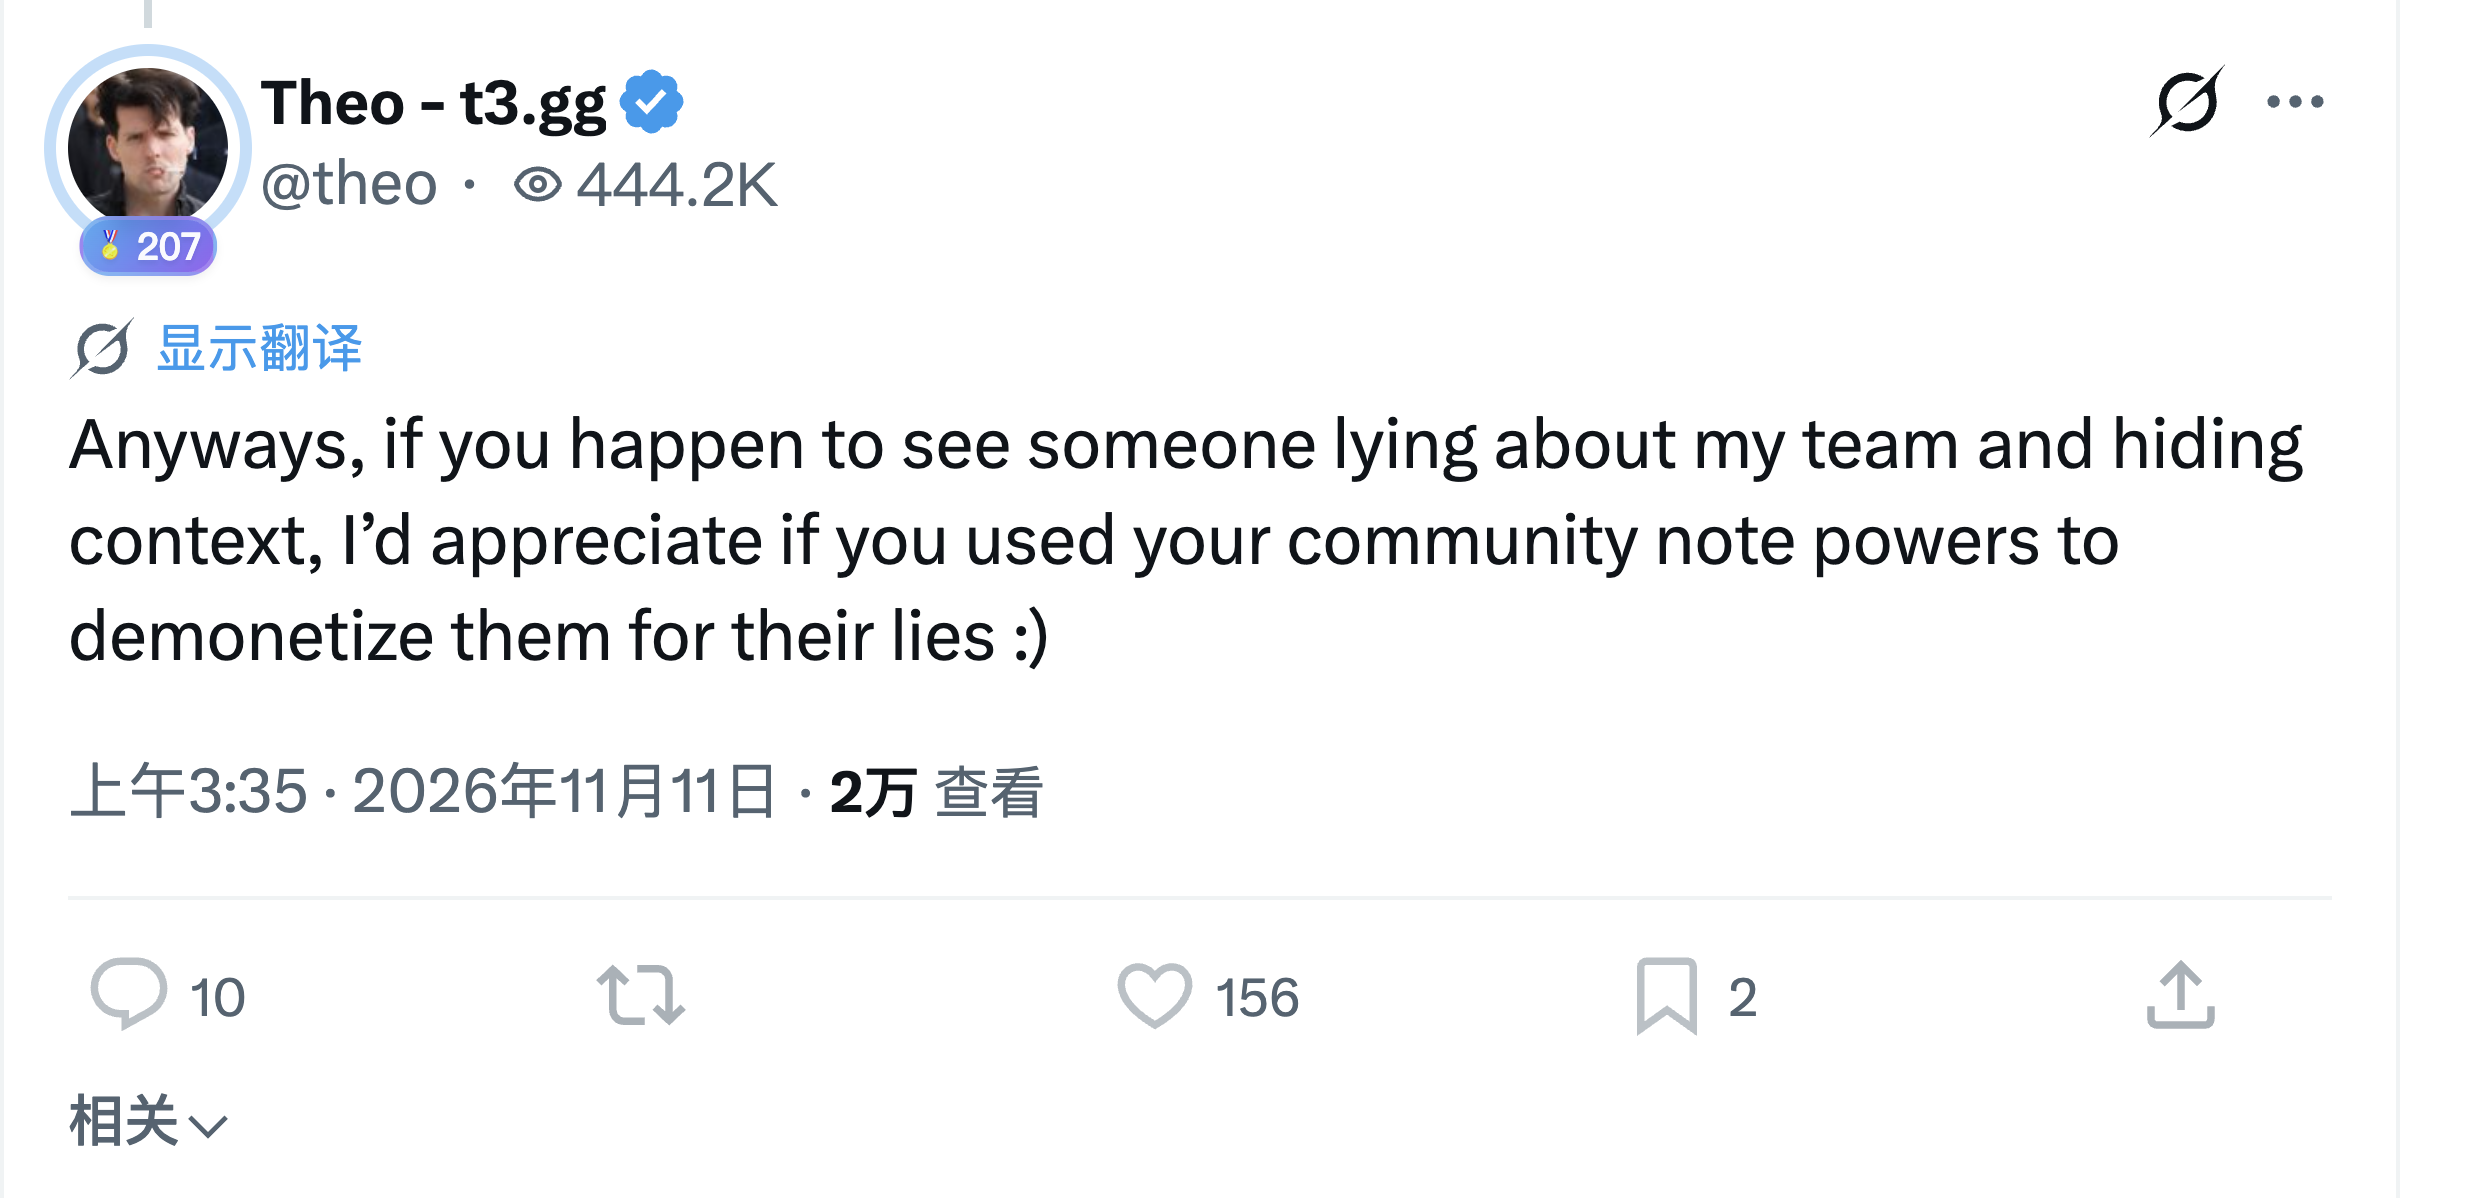 Theo - t3.gg
@theo · 444.2K
207
显示翻译
Anyways, if you happen to see someone lying about my team and hiding
context, I’d appreciate if you used your community note powers to
demonetize them for their lies :)
上午3:35 · 2026年11月11日 · 2万 查看
10 156 2
相关